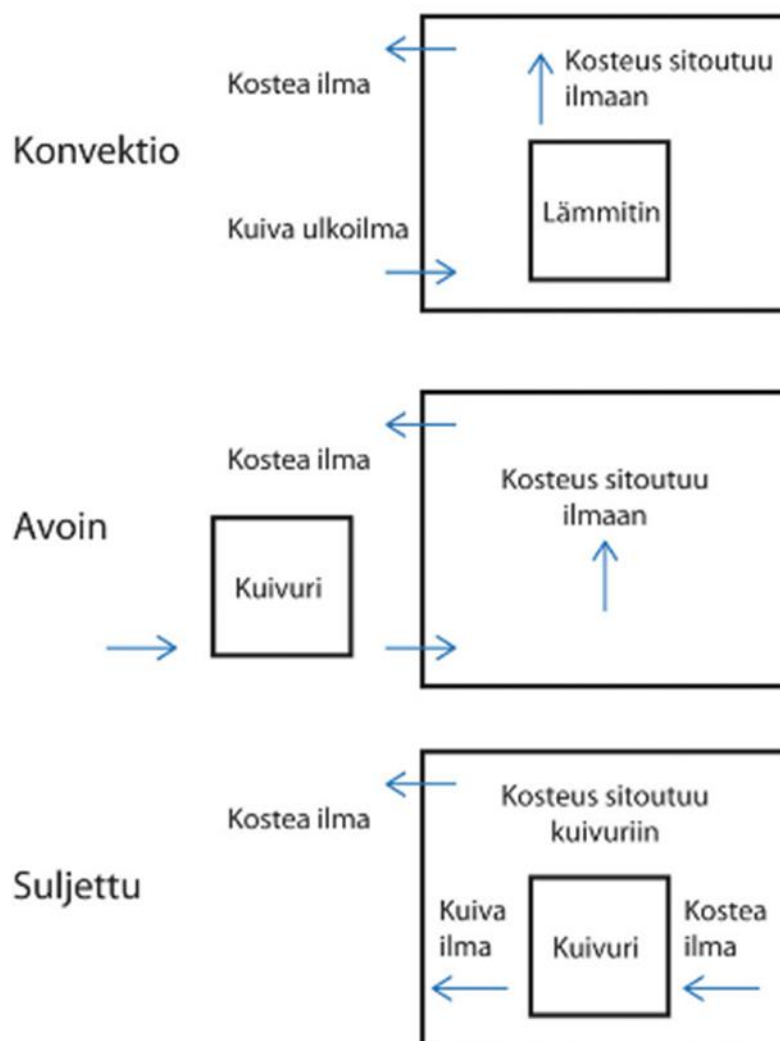 Konvektio
Kostea ilma
Kosteus sitoutuu
ilmaan
Lämmitin
Kuiva ulkoilma
Avoin
Kostea ilma
Kosteus sitoutuu
ilmaan
Kuivuri
Suljettu
Kostea ilma
Kosteus sitoutuu
kuivuriin
Kuiva
ilma
Kuivuri
Kostea
ilma